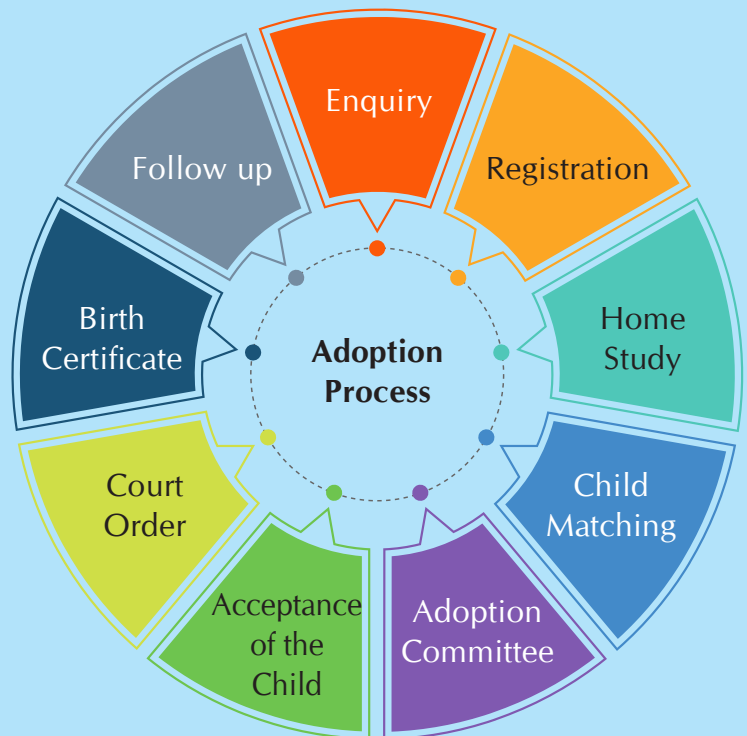 Adoption
Process
Enquiry
Registration
Home
Study
Child
Matching
Adoption
Committee
Acceptance
of the
Child
Court
Order
Birth
Certificate
Follow up